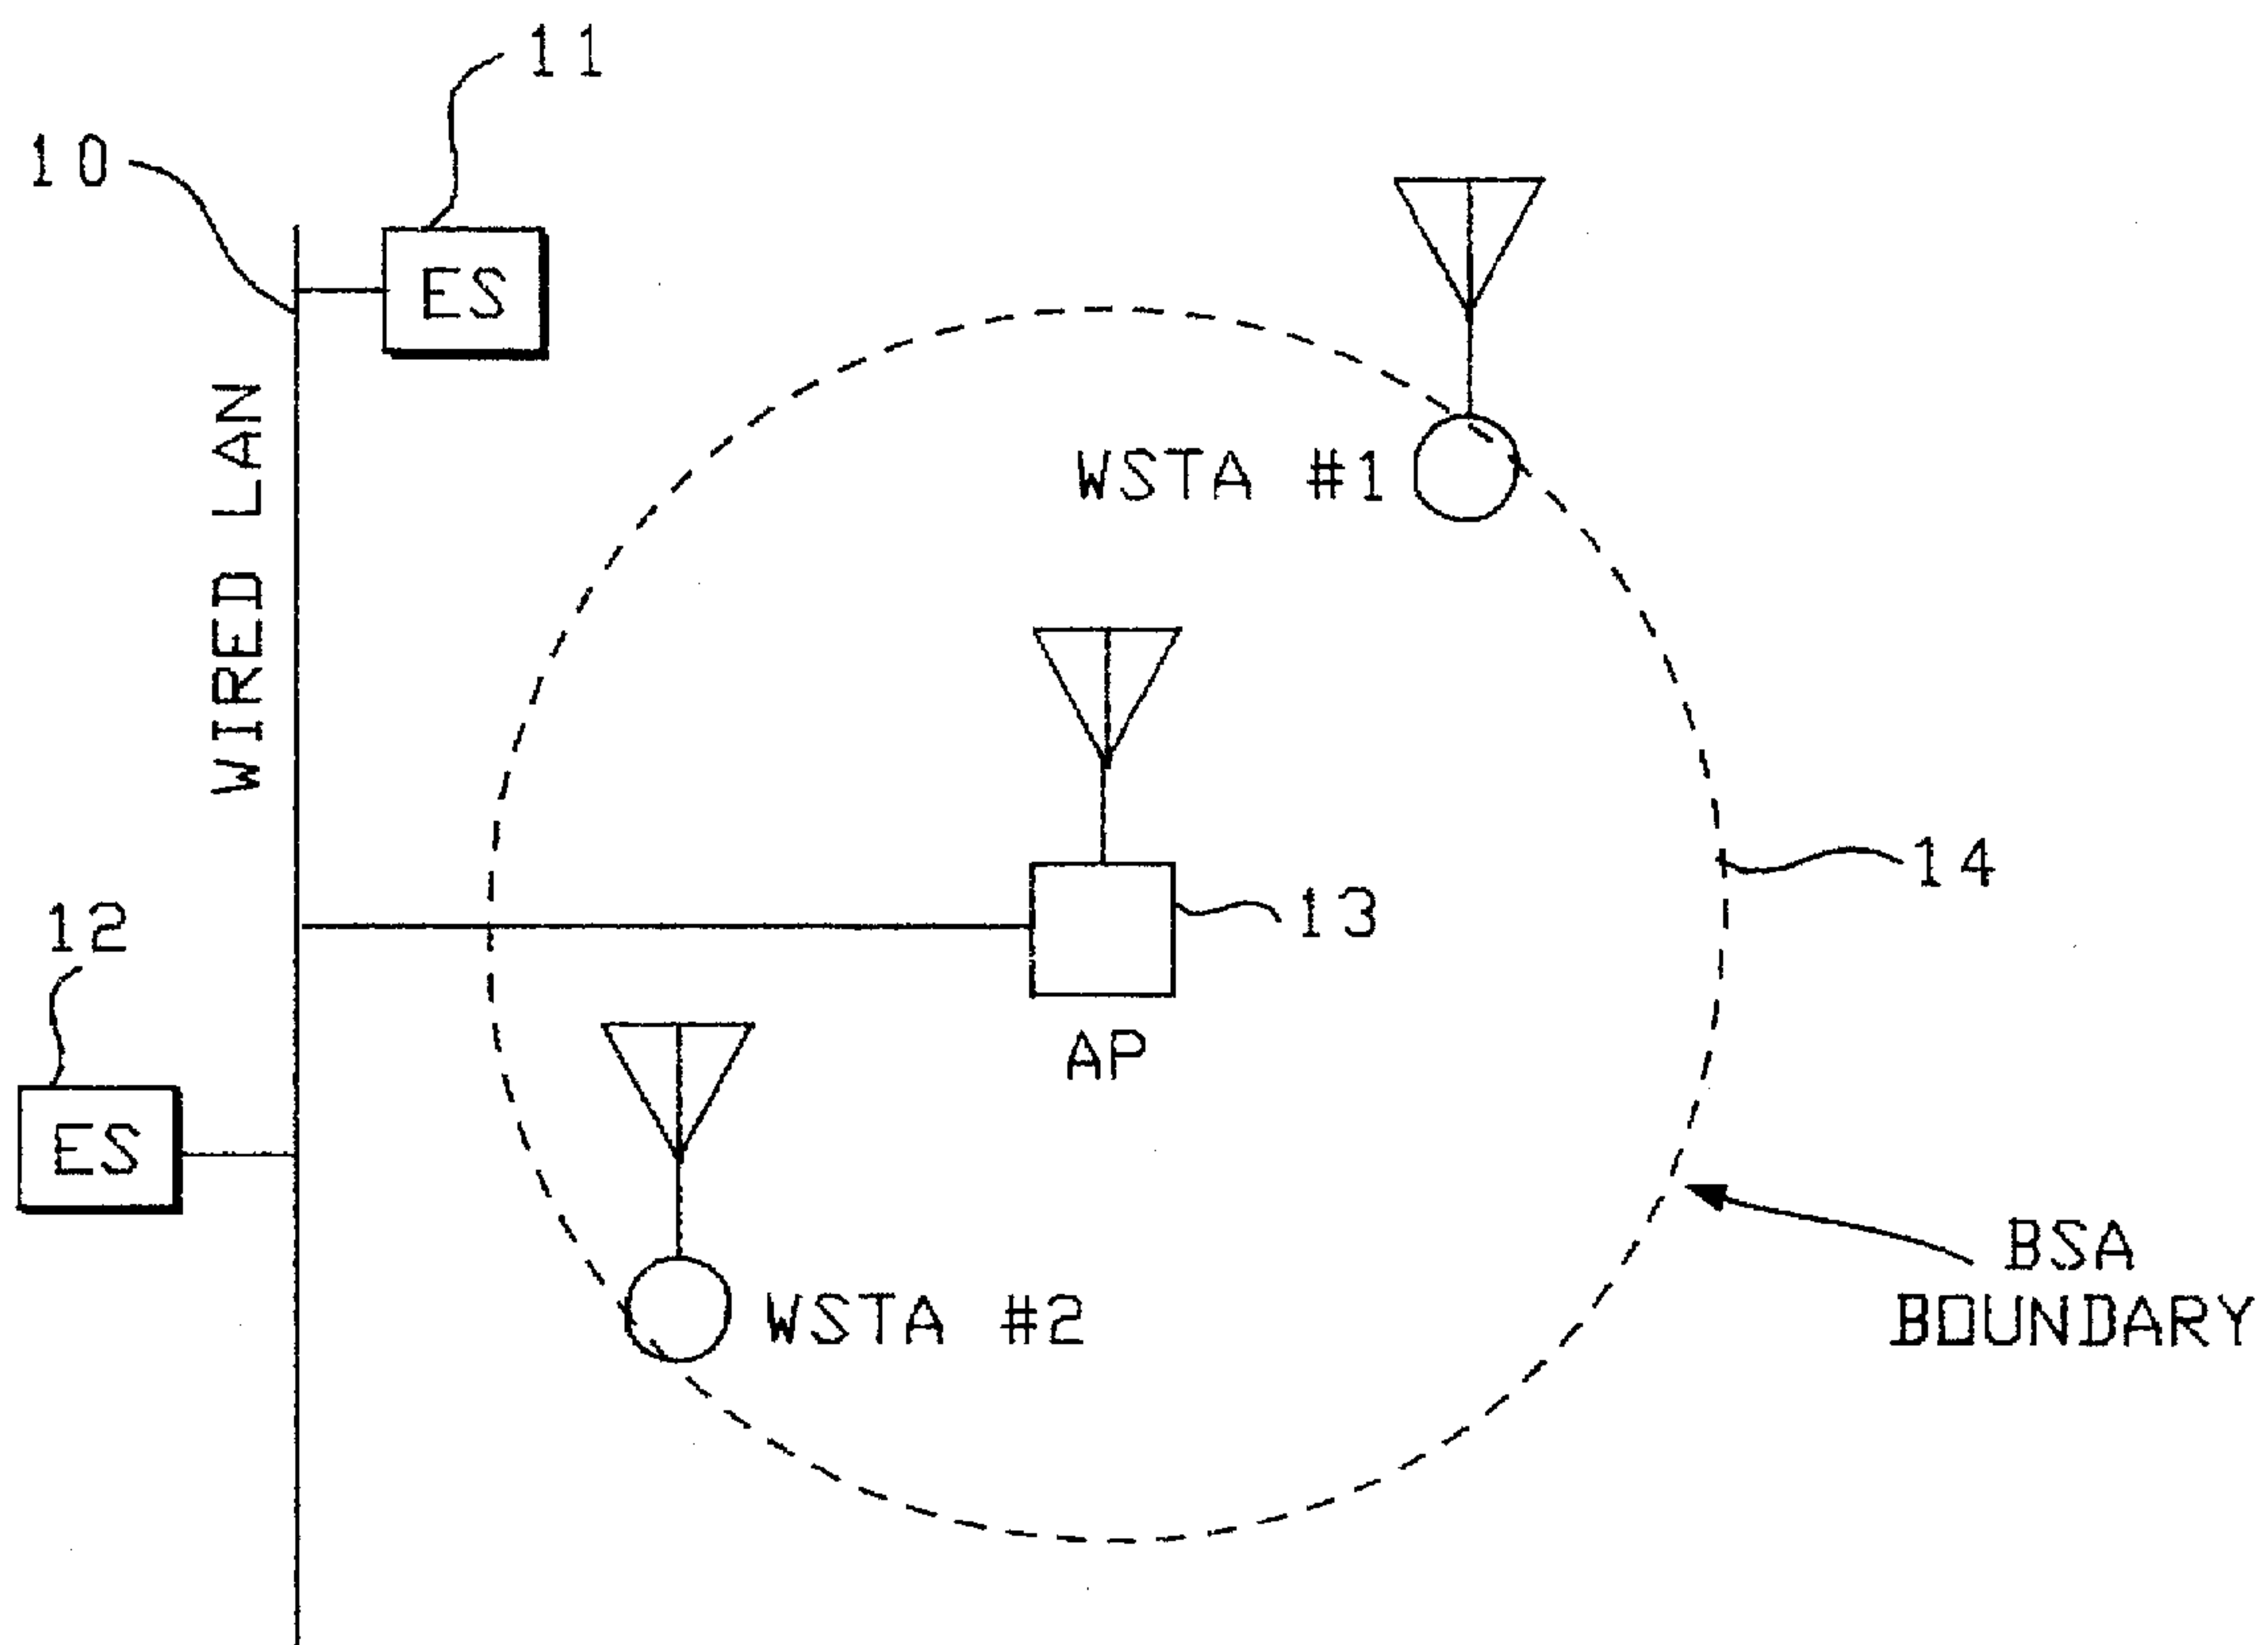 11
10
ES
WIRED LAN
WSTA #1
14
13
12
AP
ES
BSA
BOUNDARY
WSTA #2